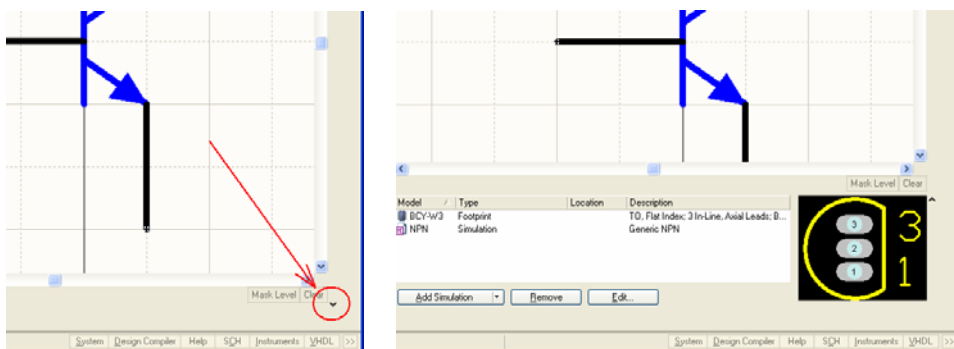 Mask Level Clear
System Design Compiler Help SCH Instruments VHDL >>
Mask Level Clear
Model / Type Location Description
BCY-W3 Footprint TO, Flat Index; 3 In-Line, Axial Leads; B...
NPN Simulation Generic NPN
3
2
1
3
1
Add Simulation Remove Edit...
System Design Compiler Help SCH Instruments VHDL >>